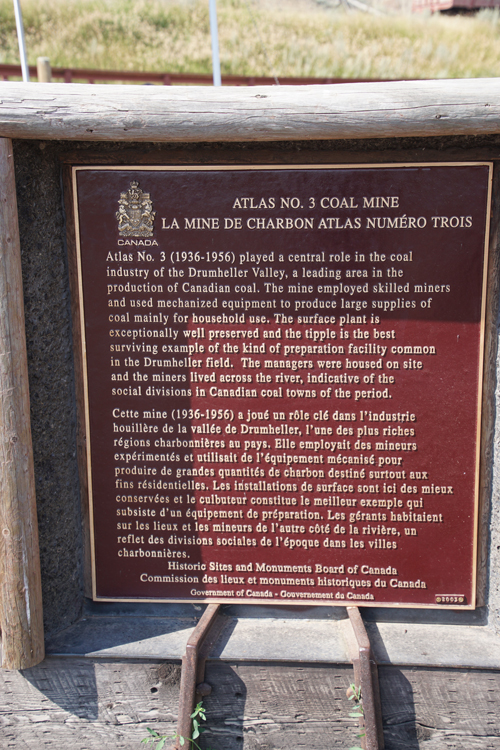 ATLAS NO. 3 COAL MINE
LA MINE DE CHARBON ATLAS NUMÉRO TROIS
CANADA
Atlas No. 3 (1936-1956) played a central role in the coal
industry of the Drumheller Valley, a leading area in the
production of Canadian coal. The mine employed skilled miners
and used mechanized equipment to produce large supplies of
coal mainly for household use. The surface plant is
exceptionally well preserved and the tipple is the best
surviving example of the kind of preparation facility common
in the Drumheller field. The managers were housed on site
and the miners lived across the river, indicative of the
social divisions in Canadian coal towns of the period.
Cette mine (1936-1956) a joué un rôle clé dans l'industrie
houillère de la vallée de Drumheller, l'une des plus riches
régions charbonnières au pays. Elle employait des mineurs
expérimentés et utilisait de l'équipement mécanisé pour
produire de grandes quantités de charbon destiné surtout aux
fins résidentielles. Les installations de surface sont ici des mieux
conservées et le culbuteur constitue le meilleur exemple qui
subsiste d'un équipement de préparation. Les gérants habitaient
sur les lieux et les mineurs de l'autre côté de la rivière, un
reflet des divisions sociales de l'époque dans les villes
charbonnières.
Historic Sites and Monuments Board of Canada
Commission des lieux et monuments historiques du Canada
Government of Canada - Gouvernement du Canada
2003